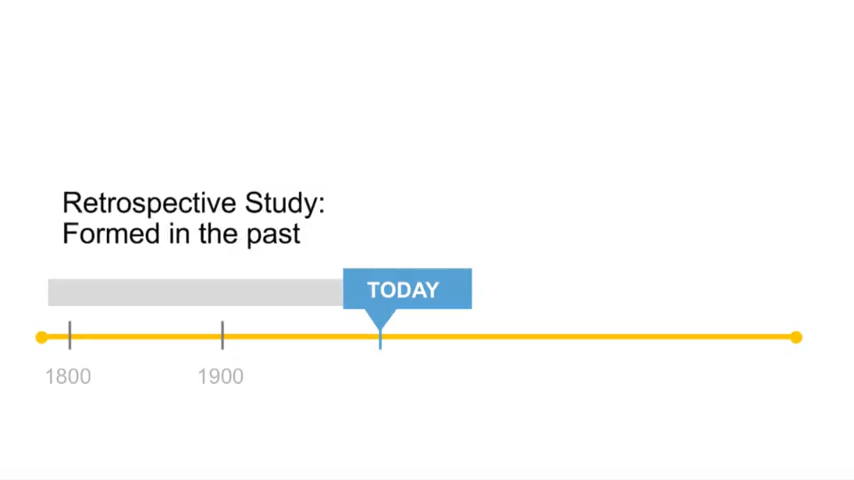 Retrospective Study:
Formed in the past
TODAY
1800
1900